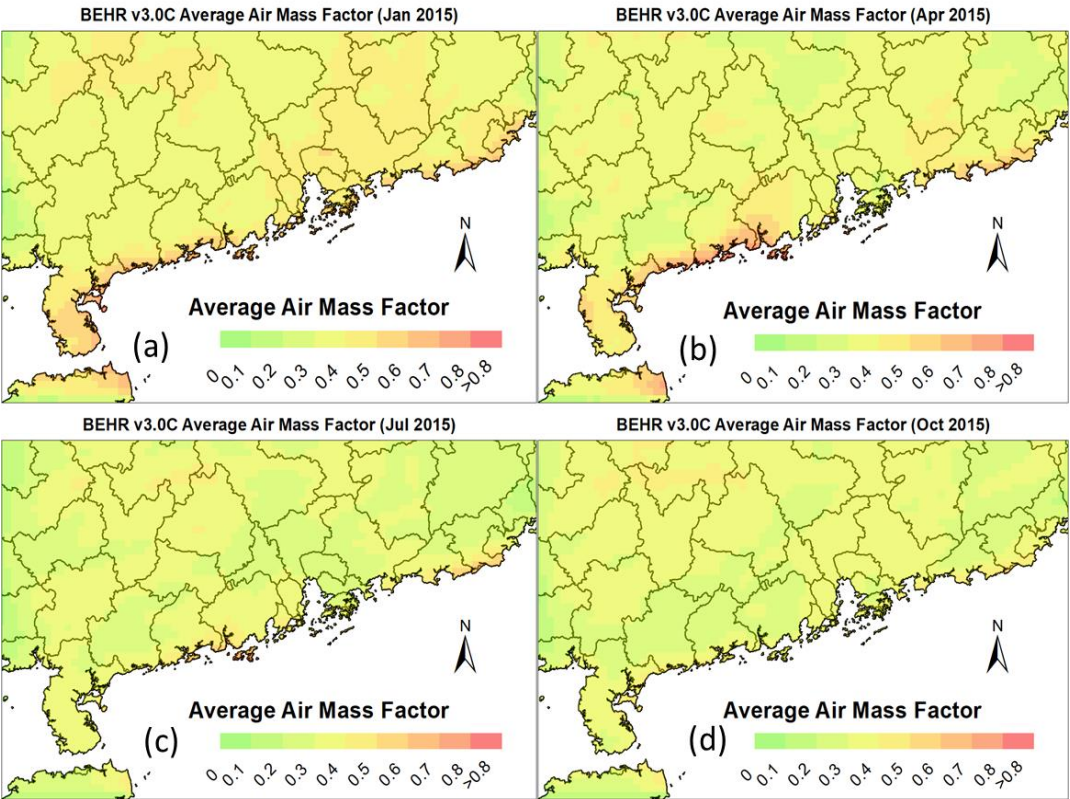 BEHR v3.0C Average Air Mass Factor (Jan 2015)
N
Average Air Mass Factor
(a)
0 0.1 0.2 0.3 0.4 0.5 0.6 0.7 0.8 >0.8
BEHR v3.0C Average Air Mass Factor (Apr 2015)
N
Average Air Mass Factor
(b)
0 0.1 0.2 0.3 0.4 0.5 0.6 0.7 0.8 >0.8
BEHR v3.0C Average Air Mass Factor (Jul 2015)
N
Average Air Mass Factor
(c)
0 0.1 0.2 0.3 0.4 0.5 0.6 0.7 0.8 >0.8
BEHR v3.0C Average Air Mass Factor (Oct 2015)
N
Average Air Mass Factor
(d)
0 0.1 0.2 0.3 0.4 0.5 0.6 0.7 0.8 >0.8